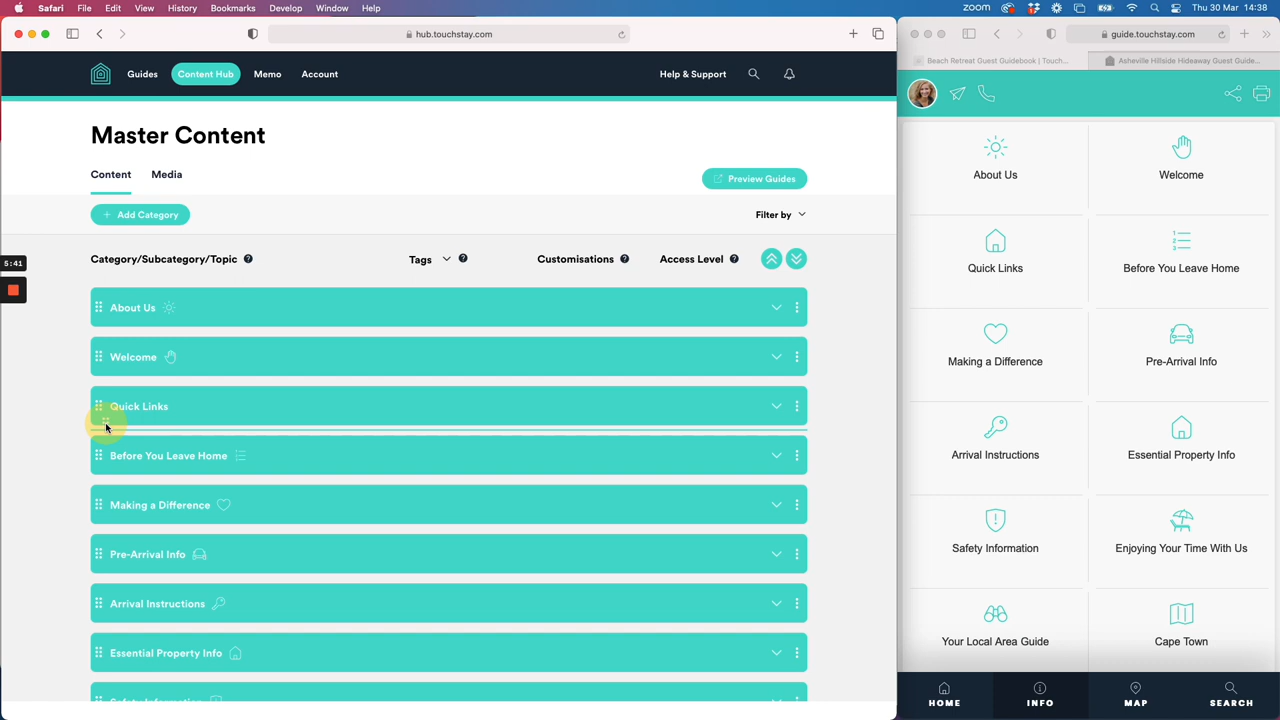 Safari File Edit View History Bookmarks Develop Window Help
zoom Thu 30 Mar 14:38
hub.touchstay.com
guide.touchstay.com
Beach Retreat Guest Guidebook | Touch...
Asheville Hillside Hideaway Guest Guide...
Guides Content Hub Memo Account Help & Support
Master Content
Content Media
Preview Guides
+ Add Category
Filter by
5:41
Category/Subcategory/Topic ? Tags ? Customisations ? Access Level ?
About Us
Welcome
Quick Links
Before You Leave Home
Making a Difference
Pre-Arrival Info
Arrival Instructions
Essential Property Info
Safety Information
About Us
Welcome
Quick Links
Before You Leave Home
Making a Difference
Pre-Arrival Info
Arrival Instructions
Essential Property Info
Safety Information
Enjoying Your Time With Us
Your Local Area Guide
Cape Town
HOME INFO MAP SEARCH